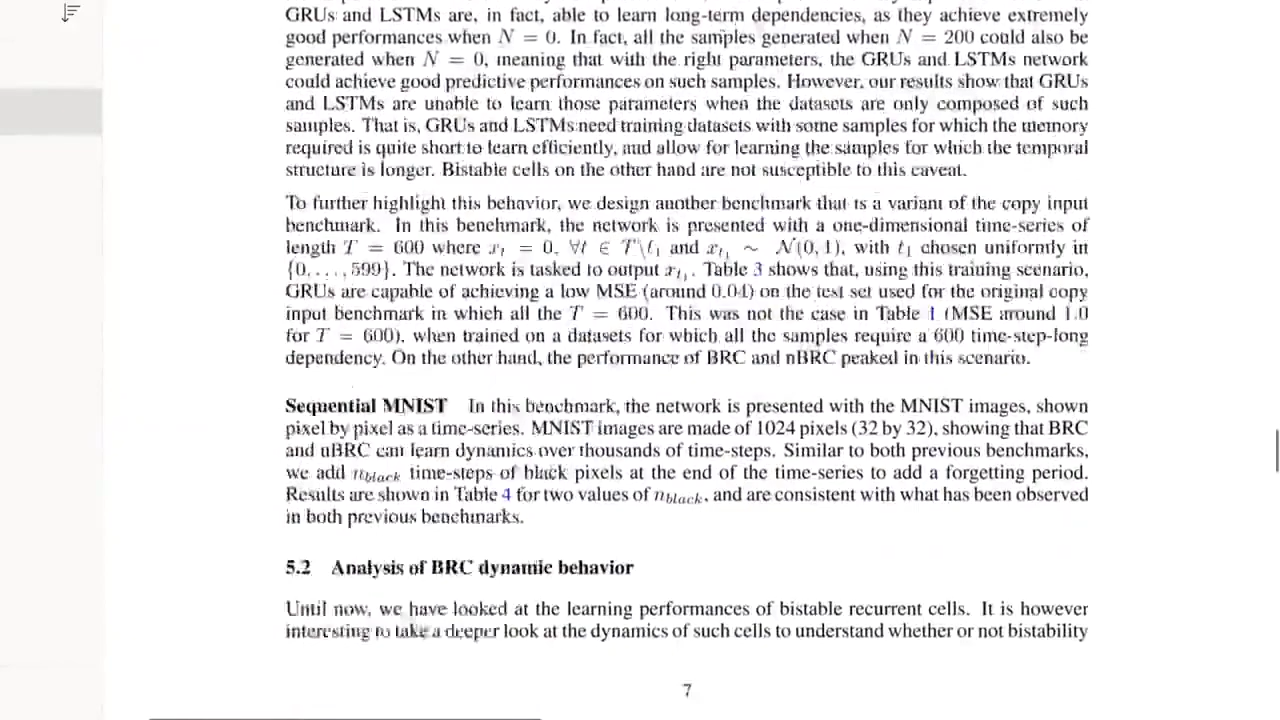 GRUs and LSTMs are, in fact, able to learn long-term dependencies, as they achieve extremely
good performances when N = 0. In fact, all the samples generated when N = 200 could also be
generated when N = 0, meaning that with the right parameters, the GRUs and LSTMs network
could achieve good predictive performances on such samples. However, our results show that GRUs
and LSTMs are unable to learn those parameters when the datasets are only composed of such
samples. That is, GRUs and LSTMs need training datasets with some samples for which the memory
required is quite short to learn efficiently, and allow for learning the samples for which the temporal
structure is longer. Bistable cells on the other hand are not susceptible to this caveat.
To further highlight this behavior, we design another benchmark that is a variant of the copy input
benchmark. In this benchmark, the network is presented with a one-dimensional time-series of
length T = 600 where x_t = 0, ∀t ∈ T\t_1 and x_{t_1} ∼ N(0, 1), with t_1 chosen uniformly in
{0, . . . , 599}. The network is tasked to output x_{t_1}. Table 3 shows that, using this training scenario,
GRUs are capable of achieving a low MSE (around 0.04) on the test set used for the original copy
input benchmark in which all the T = 600. This was not the case in Table 1 (MSE around 1.0
for T = 600), when trained on a datasets for which all the samples require a 600 time-step-long
dependency. On the other hand, the performance of BRC and nBRC peaked in this scenario.
Sequential MNIST In this benchmark, the network is presented with the MNIST images, shown
pixel by pixel as a time-series. MNIST images are made of 1024 pixels (32 by 32), showing that BRC
and nBRC can learn dynamics over thousands of time-steps. Similar to both previous benchmarks,
we add n_{black} time-steps of black pixels at the end of the time-series to add a forgetting period.
Results are shown in Table 4 for two values of n_{black}, and are consistent with what has been observed
in both previous benchmarks.
5.2 Analysis of BRC dynamic behavior
Until now, we have looked at the learning performances of bistable recurrent cells. It is however
interesting to take a deeper look at the dynamics of such cells to understand whether or not bistability
7